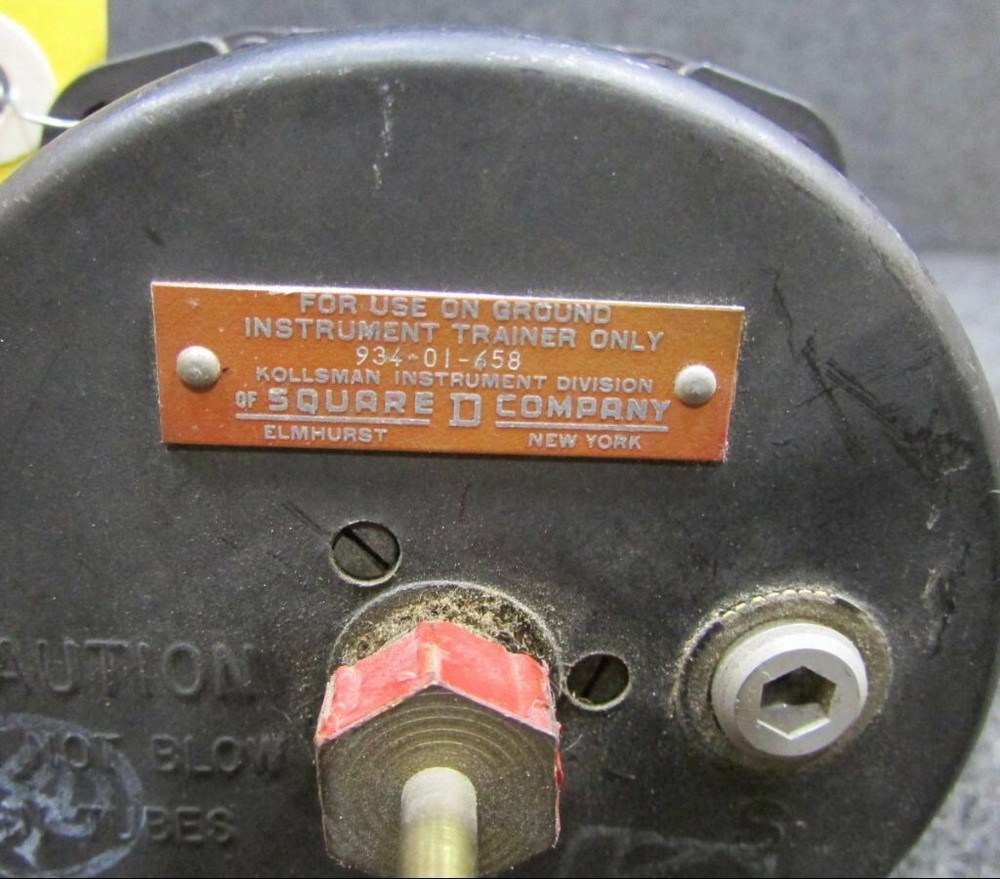 FOR USE ON GROUND
INSTRUMENT TRAINER ONLY
934-01-658
KOLLSMAN INSTRUMENT DIVISION
OF SQUARE D COMPANY
ELMHURST NEW YORK
AUTION
NOT BLOW
TUBES
S